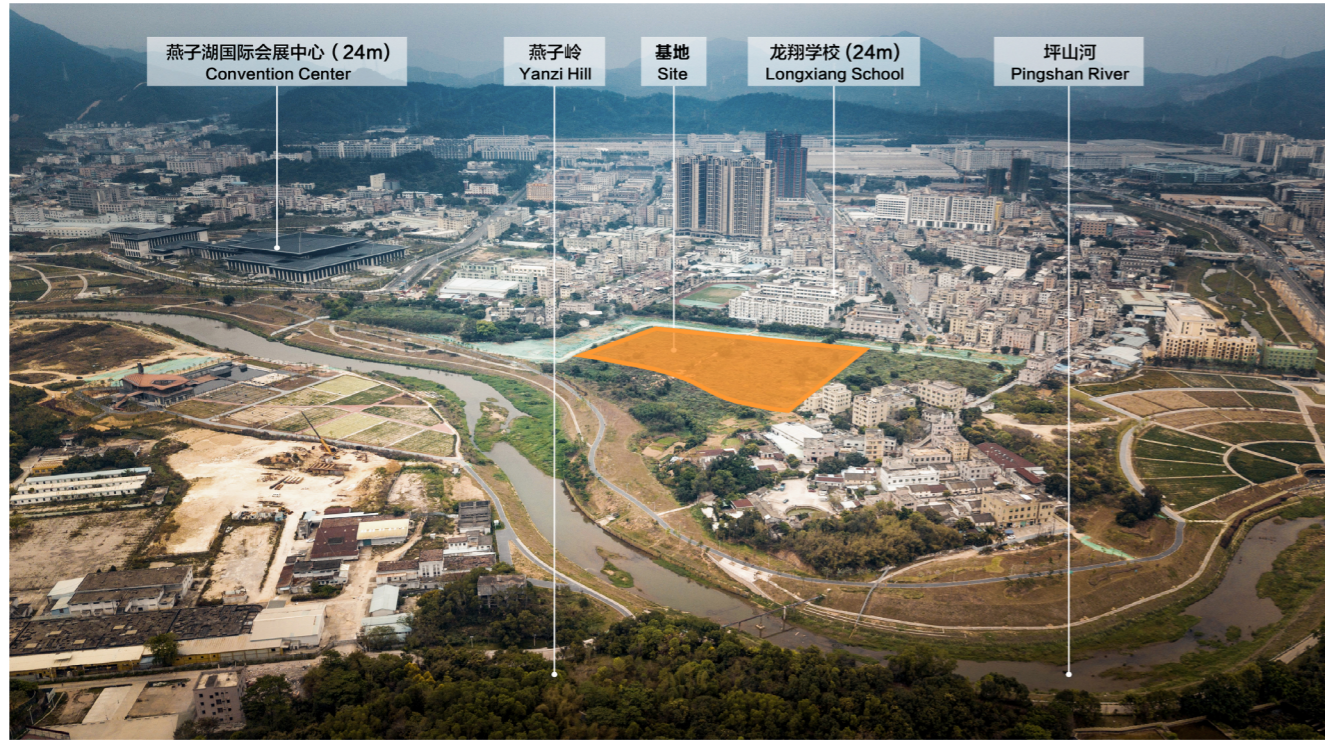 燕子湖国际会展中心（24m）
Convention Center
燕子岭
Yanzi Hill
基地
Site
龙翔学校 (24m)
Longxiang School
坪山河
Pingshan River